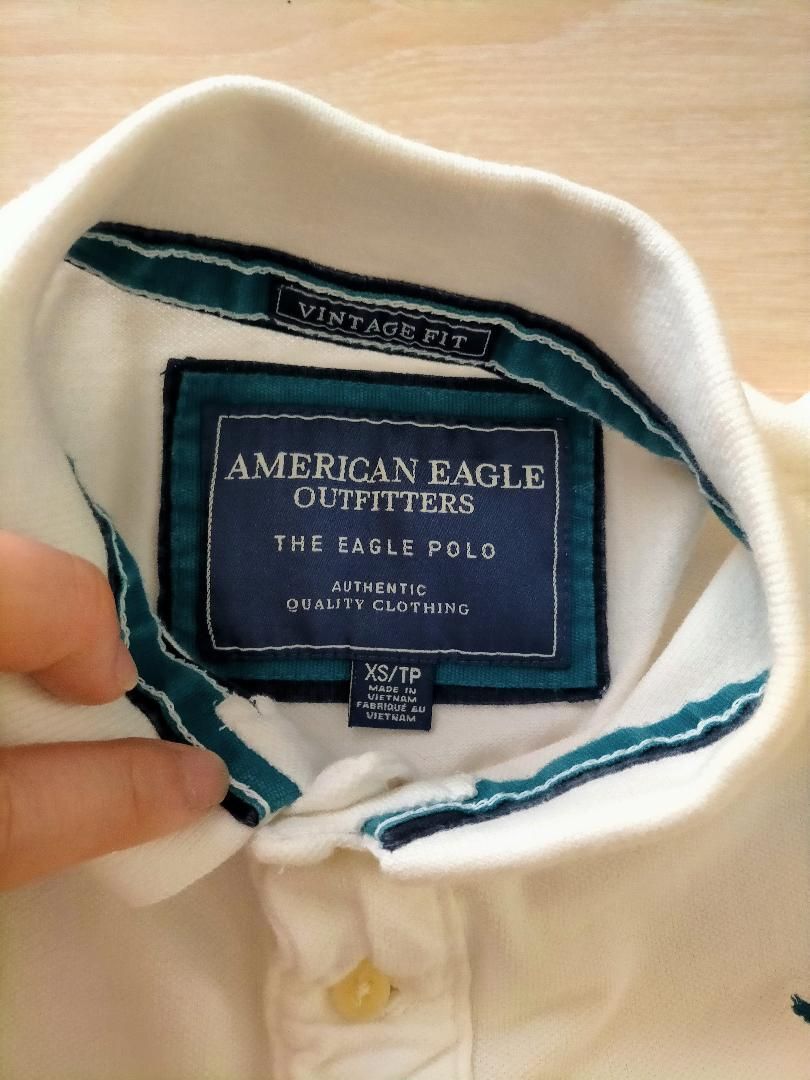 VINTAGE FIT
AMERICAN EAGLE
OUTFITTERS
THE EAGLE POLO
AUTHENTIC
QUALITY CLOTHING
XS/TP
MADE IN
VIETNAM
FABRIQUÉ AU
VIETNAM